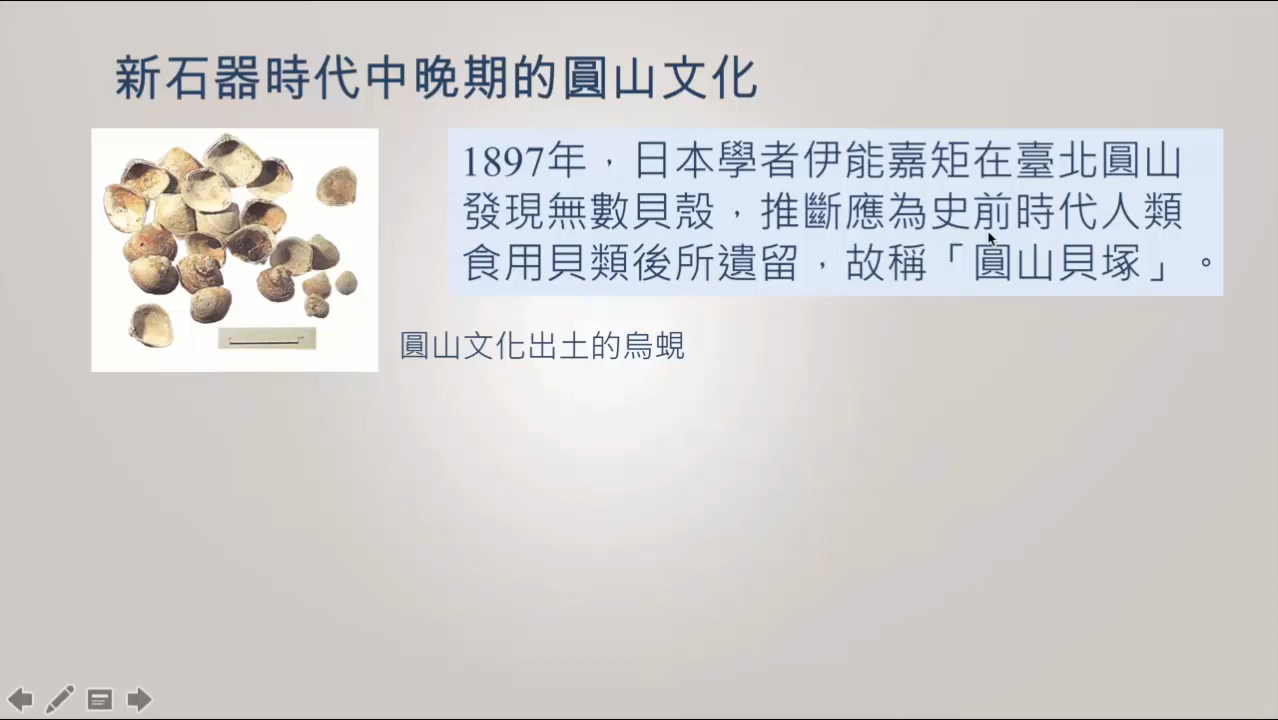 新石器時代中晚期的圓山文化
1897年，日本學者伊能嘉矩在臺北圓山
發現無數貝殼，推斷應為史前時代人類
食用貝類後所遺留，故稱「圓山貝塚」。
圓山文化出土的烏蜆